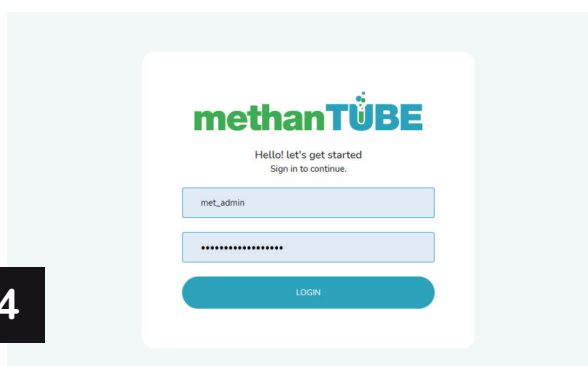 methanTUBE
Hello! let's get started
Sign in to continue.
met_admin
••••••••••••••••••
LOGIN
4